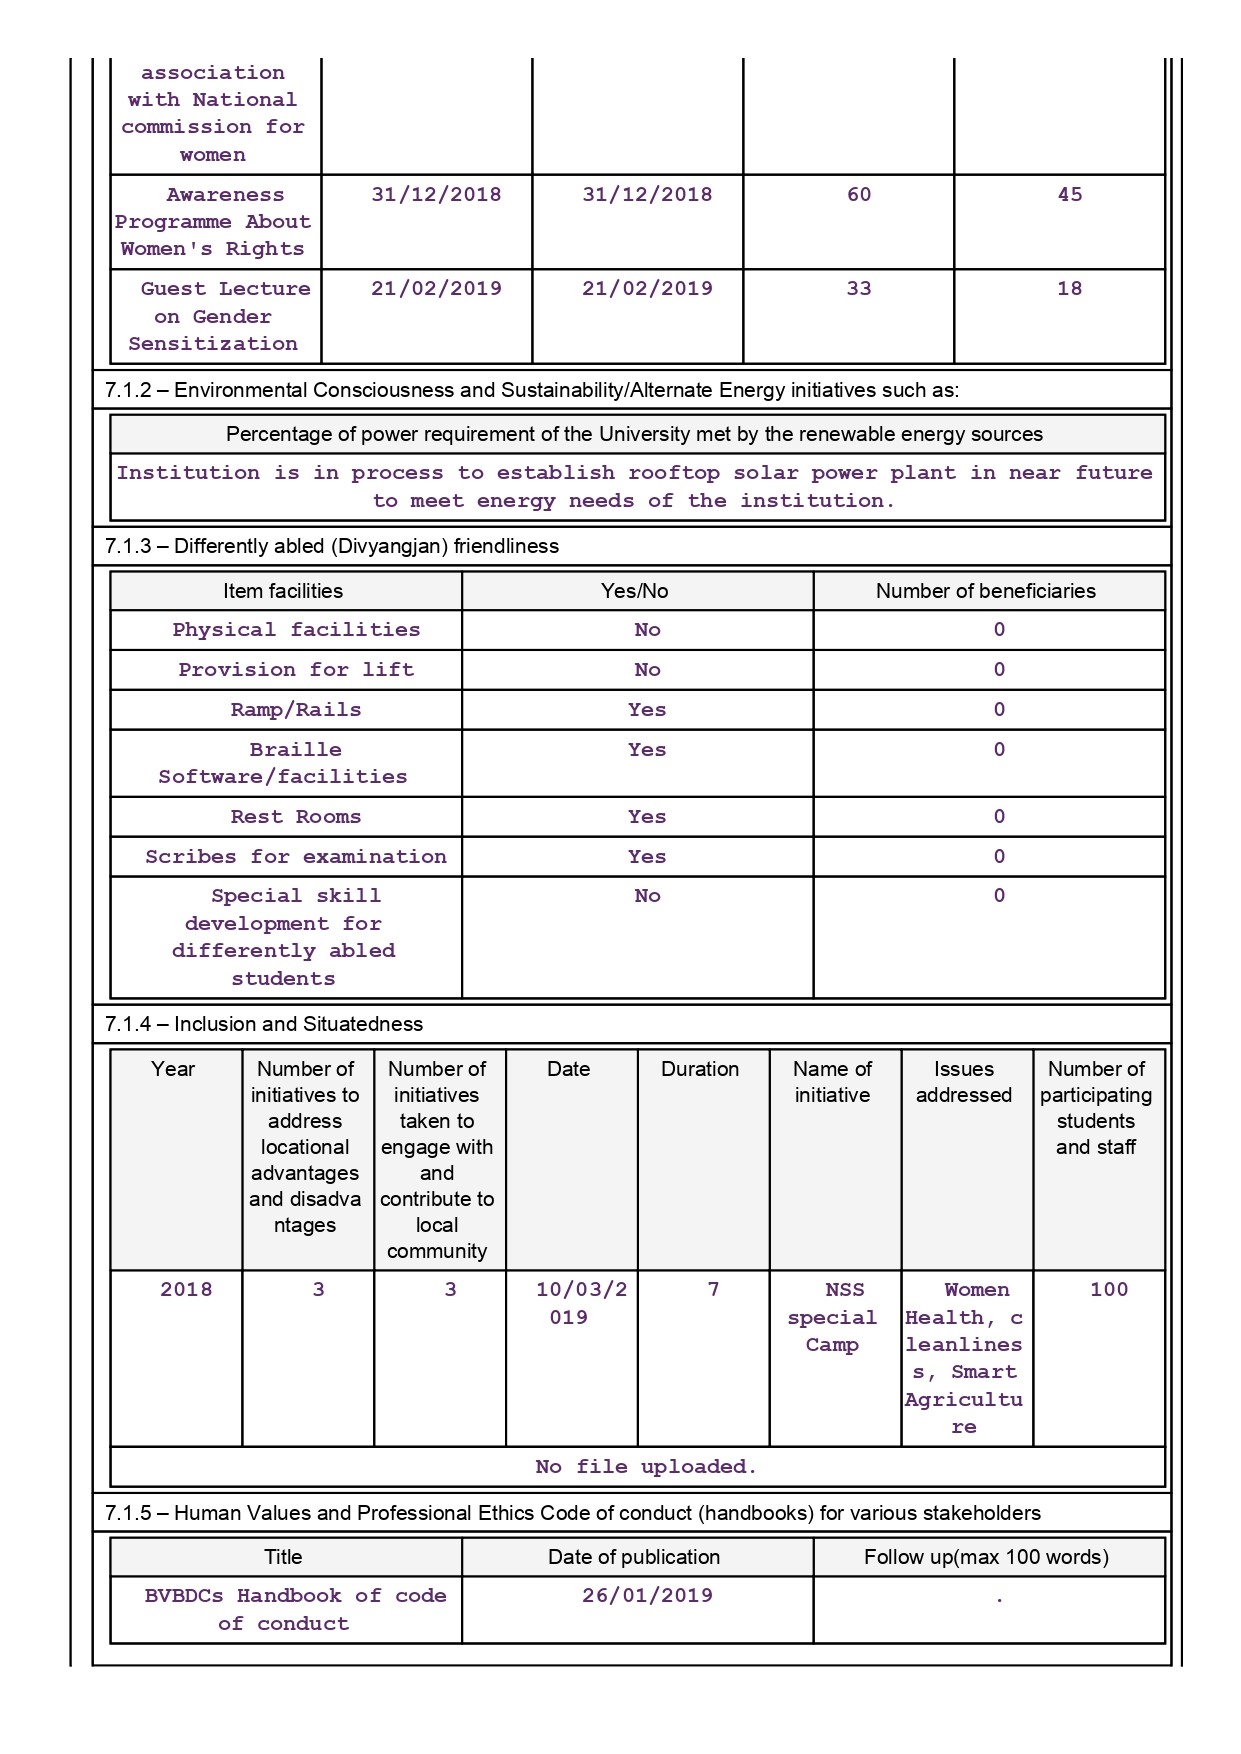 association
with National
commission for
women
Awareness
Programme About
Women's Rights
31/12/2018
31/12/2018
60
45
Guest Lecture
on Gender
Sensitization
21/02/2019
21/02/2019
33
18
7.1.2 – Environmental Consciousness and Sustainability/Alternate Energy initiatives such as:
Percentage of power requirement of the University met by the renewable energy sources
Institution is in process to establish rooftop solar power plant in near future
to meet energy needs of the institution.
7.1.3 – Differently abled (Divyangjan) friendliness
Item facilities
Yes/No
Number of beneficiaries
Physical facilities
No
0
Provision for lift
No
0
Ramp/Rails
Yes
0
Braille
Software/facilities
Yes
0
Rest Rooms
Yes
0
Scribes for examination
Yes
0
Special skill
development for
differently abled
students
No
0
7.1.4 – Inclusion and Situatedness
Year
Number of
initiatives to
address
locational
advantages
and disadva
ntages
Number of
initiatives
taken to
engage with
and
contribute to
local
community
Date
Duration
Name of
initiative
Issues
addressed
Number of
participating
students
and staff
2018
3
3
10/03/2
019
7
NSS
special
Camp
Women
Health, c
leanlines
s, Smart
Agricultu
re
100
No file uploaded.
7.1.5 – Human Values and Professional Ethics Code of conduct (handbooks) for various stakeholders
Title
Date of publication
Follow up(max 100 words)
BVBDCs Handbook of code
of conduct
26/01/2019
.